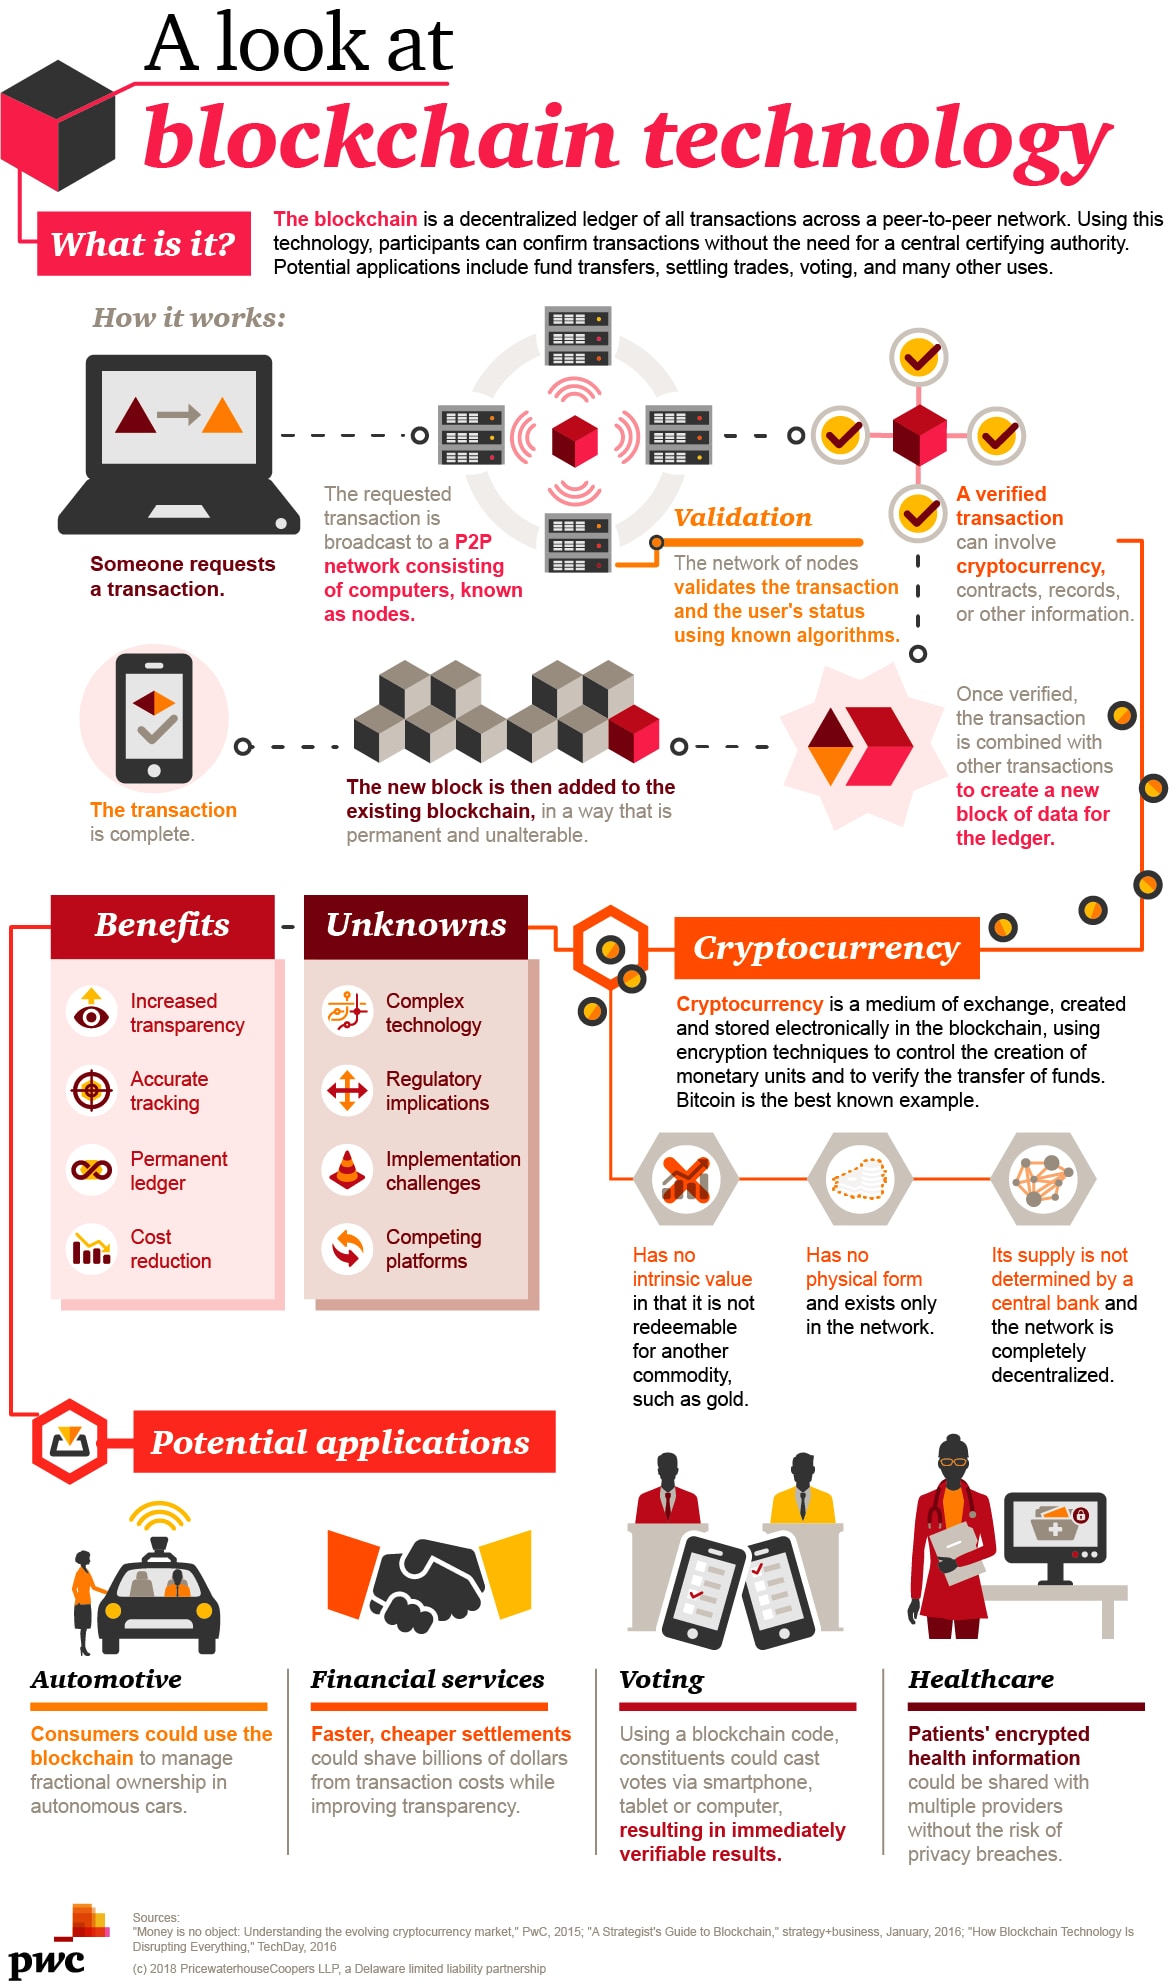 A look at
blockchain technology
What is it?
The blockchain is a decentralized ledger of all transactions across a peer-to-peer network. Using this
technology, participants can confirm transactions without the need for a central certifying authority.
Potential applications include fund transfers, settling trades, voting, and many other uses.
How it works:
Someone requests
a transaction.
The requested
transaction is
broadcast to a P2P
network consisting
of computers, known
as nodes.
Validation
The network of nodes
validates the transaction
and the user's status
using known algorithms.
A verified
transaction
can involve
cryptocurrency,
contracts, records,
or other information.
Once verified,
the transaction
is combined with
other transactions
to create a new
block of data for
the ledger.
The new block is then added to the
existing blockchain, in a way that is
permanent and unalterable.
The transaction
is complete.
Benefits
Increased
transparency
Accurate
tracking
Permanent
ledger
Cost
reduction
Unknowns
Complex
technology
Regulatory
implications
Implementation
challenges
Competing
platforms
Cryptocurrency
Cryptocurrency is a medium of exchange, created
and stored electronically in the blockchain, using
encryption techniques to control the creation of
monetary units and to verify the transfer of funds.
Bitcoin is the best known example.
Has no
intrinsic value
in that it is not
redeemable
for another
commodity,
such as gold.
Has no
physical form
and exists only
in the network.
Its supply is not
determined by a
central bank and
the network is
completely
decentralized.
Potential applications
Automotive
Consumers could use the
blockchain to manage
fractional ownership in
autonomous cars.
Financial services
Faster, cheaper settlements
could shave billions of dollars
from transaction costs while
improving transparency.
Voting
Using a blockchain code,
constituents could cast
votes via smartphone,
tablet or computer,
resulting in immediately
verifiable results.
Healthcare
Patients' encrypted
health information
could be shared with
multiple providers
without the risk of
privacy breaches.
pwc
Sources:
"Money is no object: Understanding the evolving cryptocurrency market," PwC, 2015; "A Strategist's Guide to Blockchain," strategy+business, January, 2016; "How Blockchain Technology Is
Disrupting Everything," TechDay, 2016
(c) 2018 PricewaterhouseCoopers LLP, a Delaware limited liability partnership